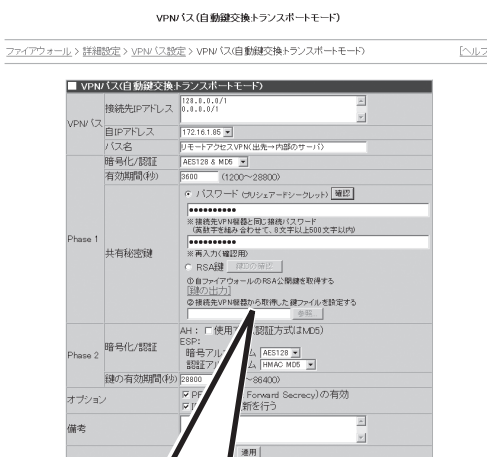 VPNパス(自動鍵交換トランスポートモード)
ファイアウォール > 詳細設定 > VPNパス設定 > VPNパス(自動鍵交換トランスポートモード)
[ヘルプ
■ VPNパス(自動鍵交換トランスポートモード)
VPNパス
接続先IPアドレス
128.0.0.0/1
0.0.0.0/1
自IPアドレス 172.16.1.85
パス名 リモートアクセスVPN(出先→内部のサーバ)
Phase 1
暗号化/認証 AES128 & MD5
有効期間(秒) 3600 (1200～28800)
共有秘密鍵
パスワード (プリシェアードシークレット) 確認
●●●●●●●●●●
※接続先VPN機器と同じ接続パスワード
(英数字を組み合わせて、8文字以上500文字以内)
●●●●●●●●●●
※再入力(確認用)
RSA鍵 鍵IDの確認
①自ファイアウォールのRSA公開鍵を取得する
[鍵の出力]
②接続先VPN機器から取得した鍵ファイルを設定する
参照...
Phase 2
暗号化/認証
AH: 使用 認証方式はMD5)
ESP:
暗号アル ム AES128
認証ア ム HMAC MD5
鍵の有効期間(秒) 28800 ～86400)
オプション
PF Forward Secrecy)の有効
新を行う
備考
適用